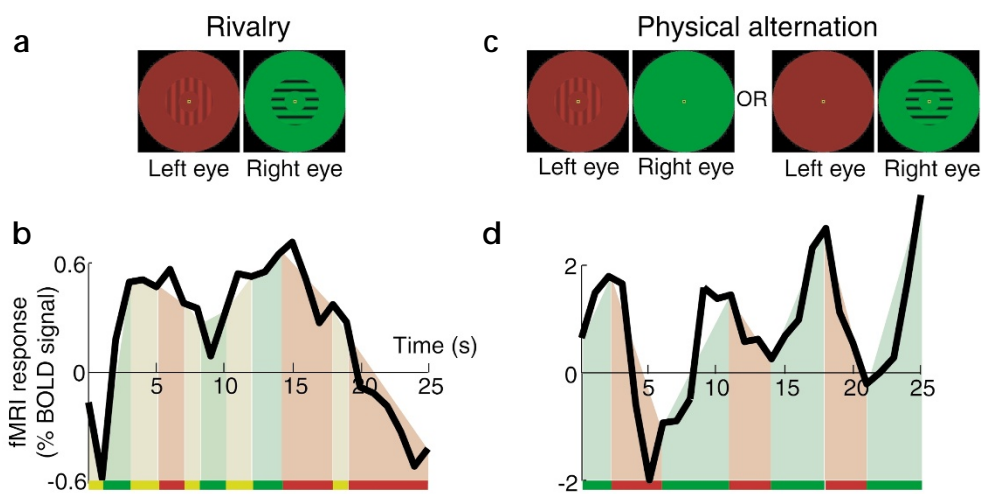 a
Rivalry
Left eye
Right eye
c
Physical alternation
OR
Left eye
Right eye
Left eye
Right eye
b
fMRI response
(% BOLD signal)
0.6
0
-0.6
Time (s)
5
10
15
20
25
d
2
0
-2
5
10
15
20
25